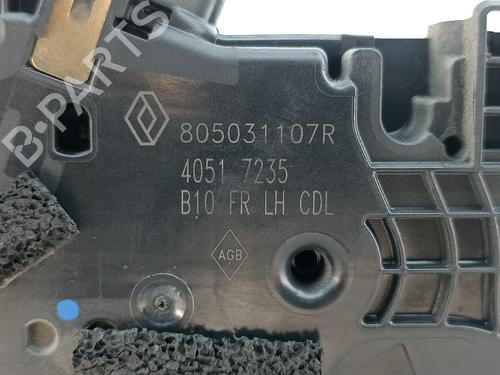 B-PARTS
805031107R
4051 7235
B10 FR LH CDL
AGB